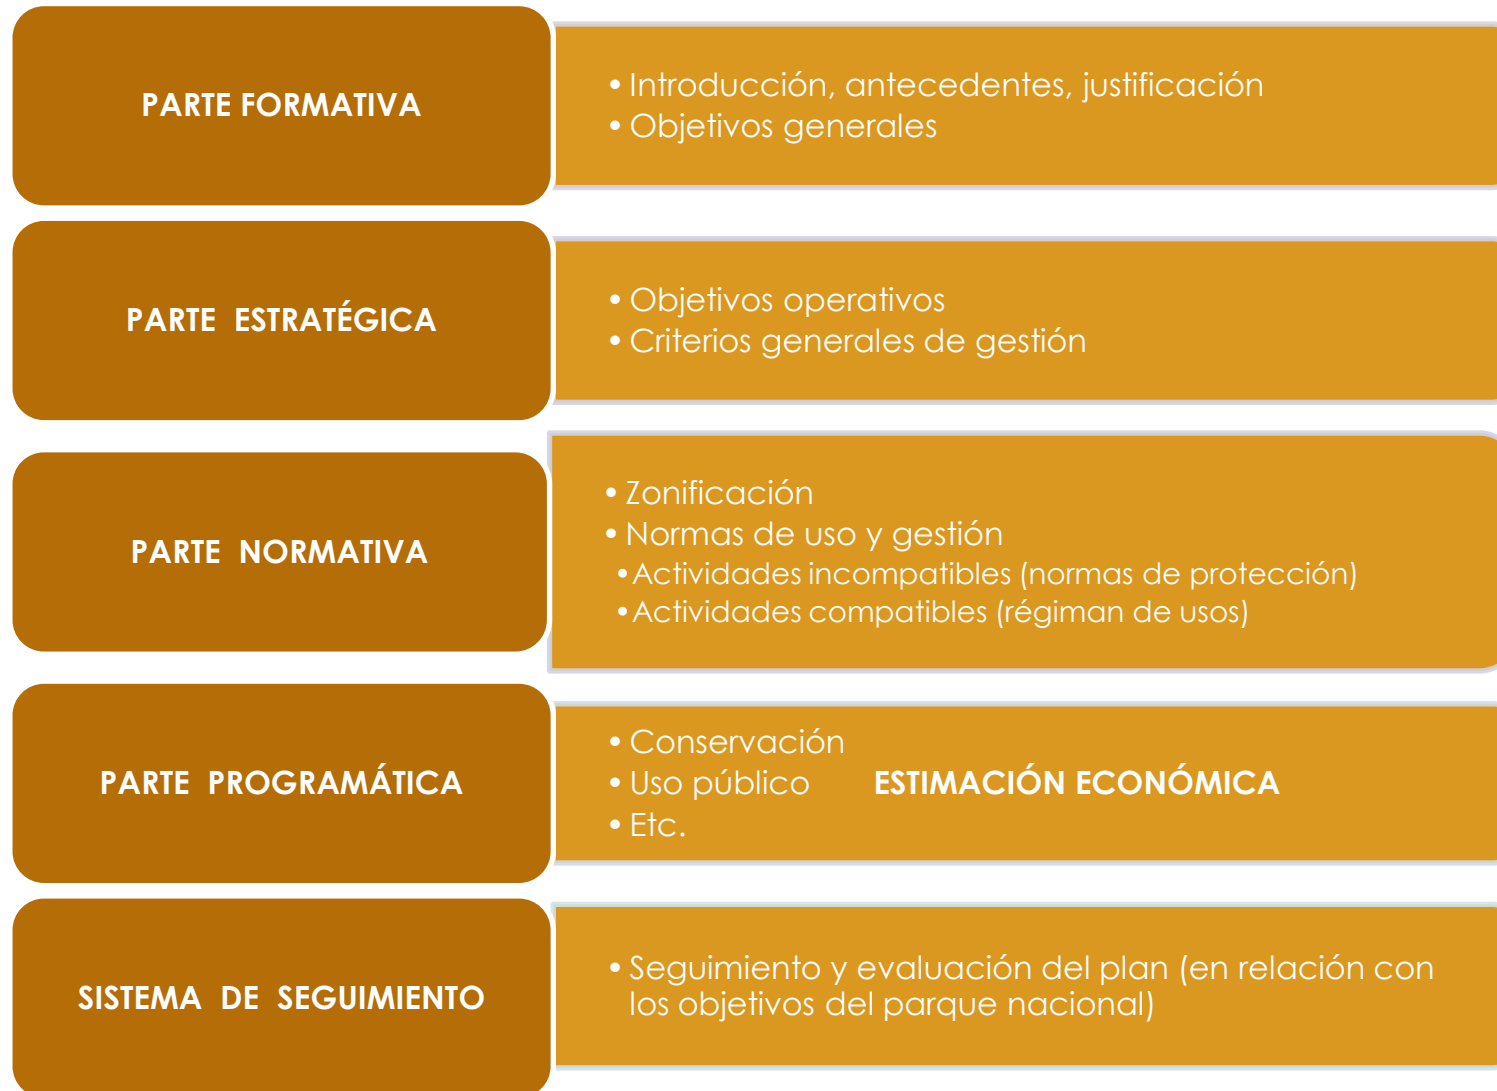 PARTE FORMATIVA
• Introducción, antecedentes, justificación
• Objetivos generales
PARTE ESTRATÉGICA
• Objetivos operativos
• Criterios generales de gestión
PARTE NORMATIVA
• Zonificación
• Normas de uso y gestión
• Actividades incompatibles (normas de protección)
• Actividades compatibles (régiman de usos)
PARTE PROGRAMÁTICA
• Conservación
• Uso público ESTIMACIÓN ECONÓMICA
• Etc.
SISTEMA DE SEGUIMIENTO
• Seguimiento y evaluación del plan (en relación con
los objetivos del parque nacional)